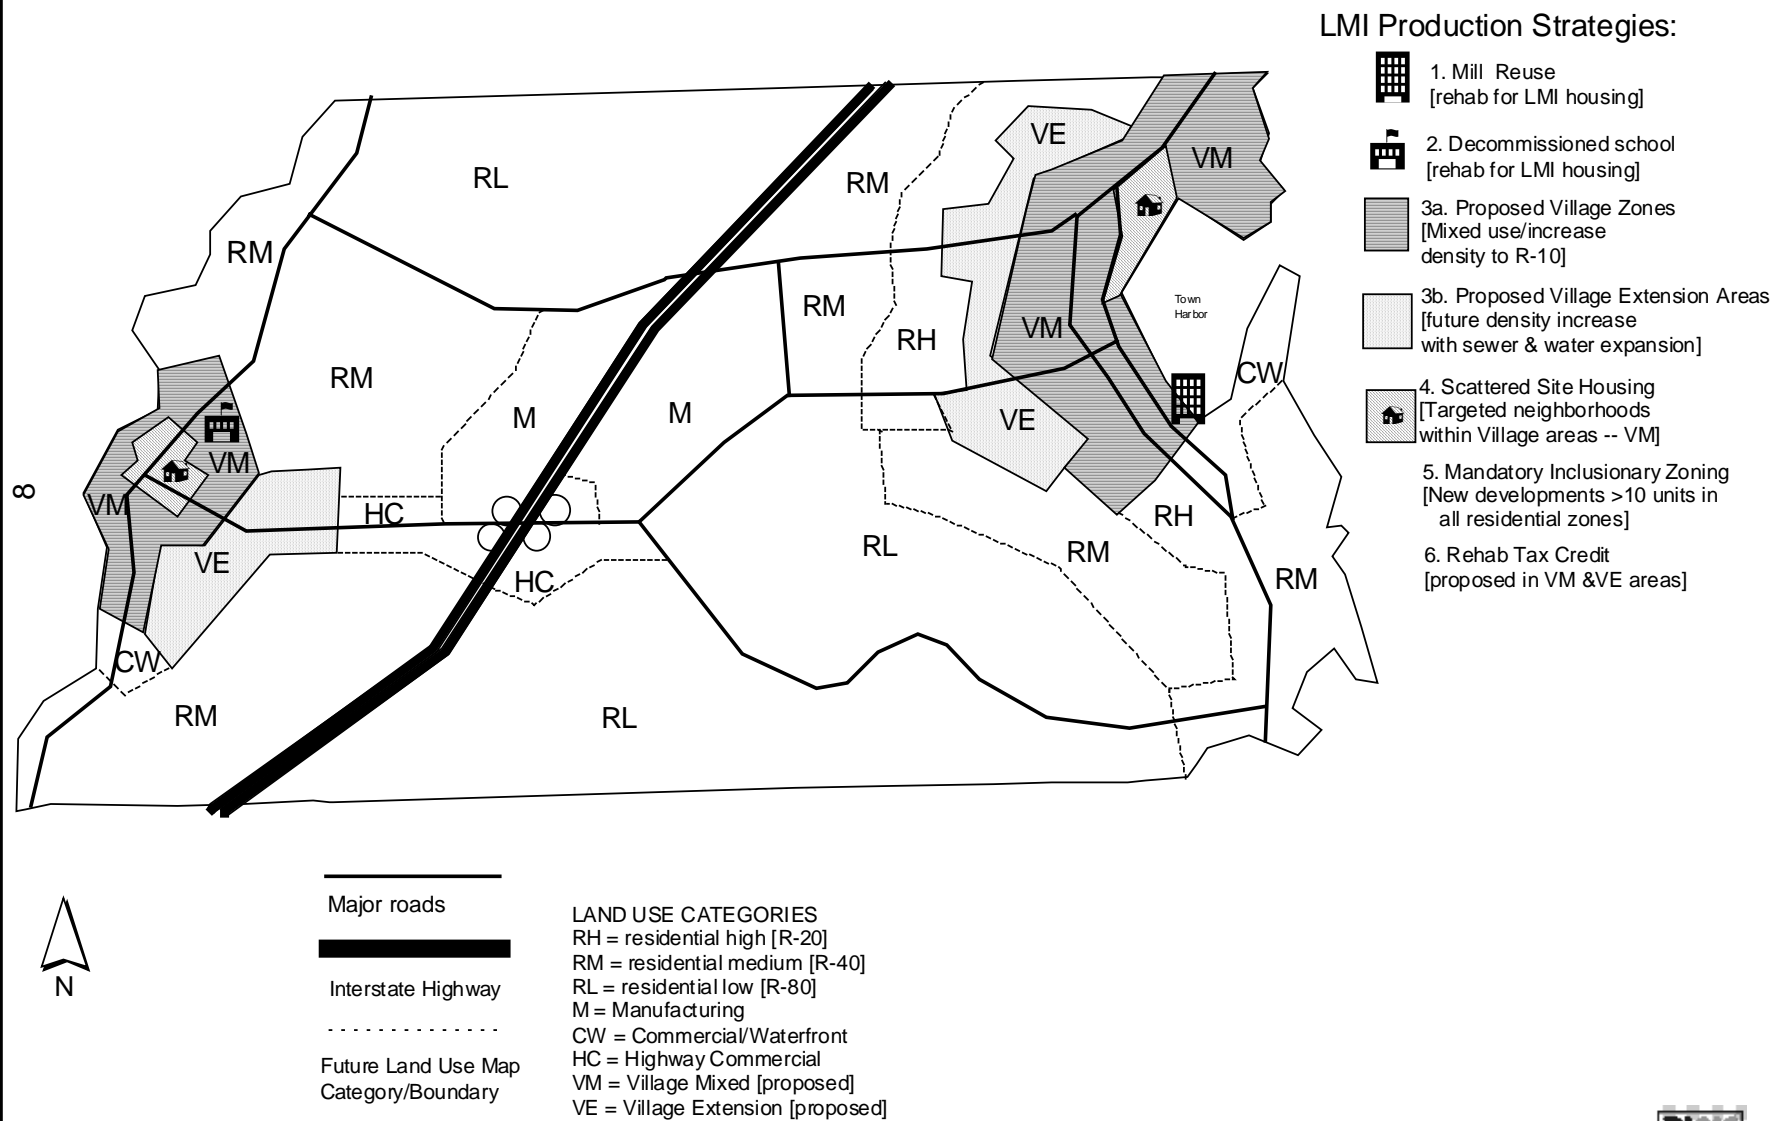 LMI Production Strategies:
1. Mill Reuse
[rehab for LMI housing]
2. Decommissioned school
[rehab for LMI housing]
3a. Proposed Village Zones
[Mixed use/increase
density to R-10]
3b. Proposed Village Extension Areas
[future density increase
with sewer & water expansion]
4. Scattered Site Housing
[Targeted neighborhoods
within Village areas -- VM]
5. Mandatory Inclusionary Zoning
[New developments >10 units in
all residential zones]
6. Rehab Tax Credit
[proposed in VM &VE areas]
VE
VM
RL
RM
RM
RM
Town
Harbor
VM
RH
CW
RM
M
M
VE
VM
VM
HC
RH
RL
RM
VE
HC
RM
CW
RM
RL
8
N
Major roads
Interstate Highway
Future Land Use Map
Category/Boundary
LAND USE CATEGORIES
RH = residential high [R-20]
RM = residential medium [R-40]
RL = residential low [R-80]
M = Manufacturing
CW = Commercial/Waterfront
HC = Highway Commercial
VM = Village Mixed [proposed]
VE = Village Extension [proposed]